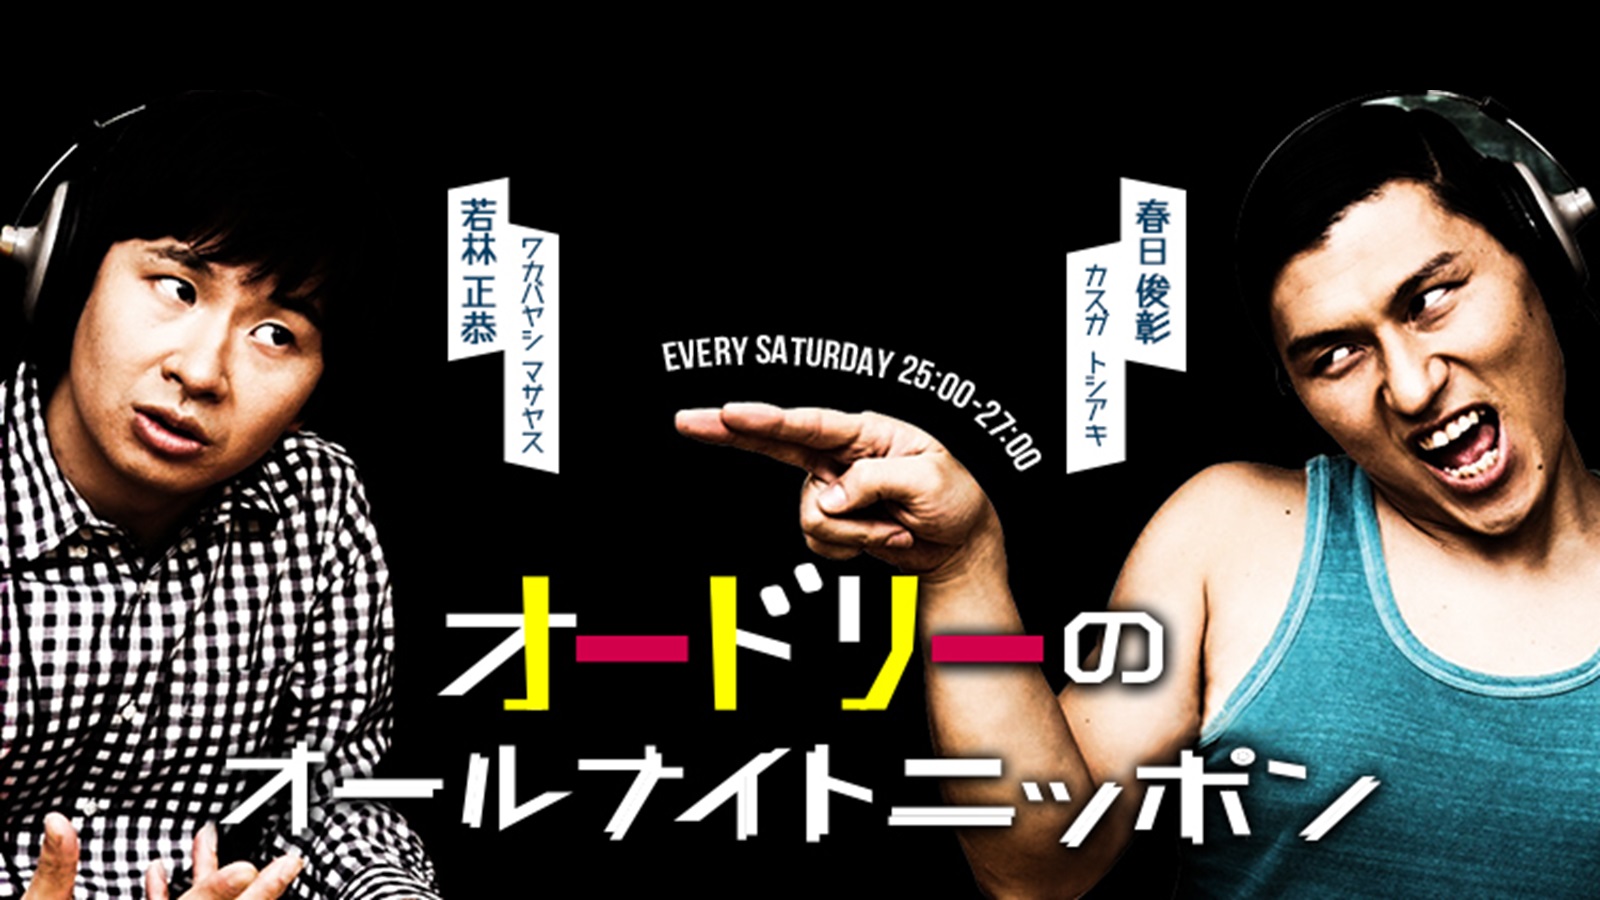 若林 正恭
ワカバヤシ マサヤス
春日 俊彰
カスガ トシアキ
EVERY SATURDAY 25:00-27:00
オードリーの
オールナイトニッポン